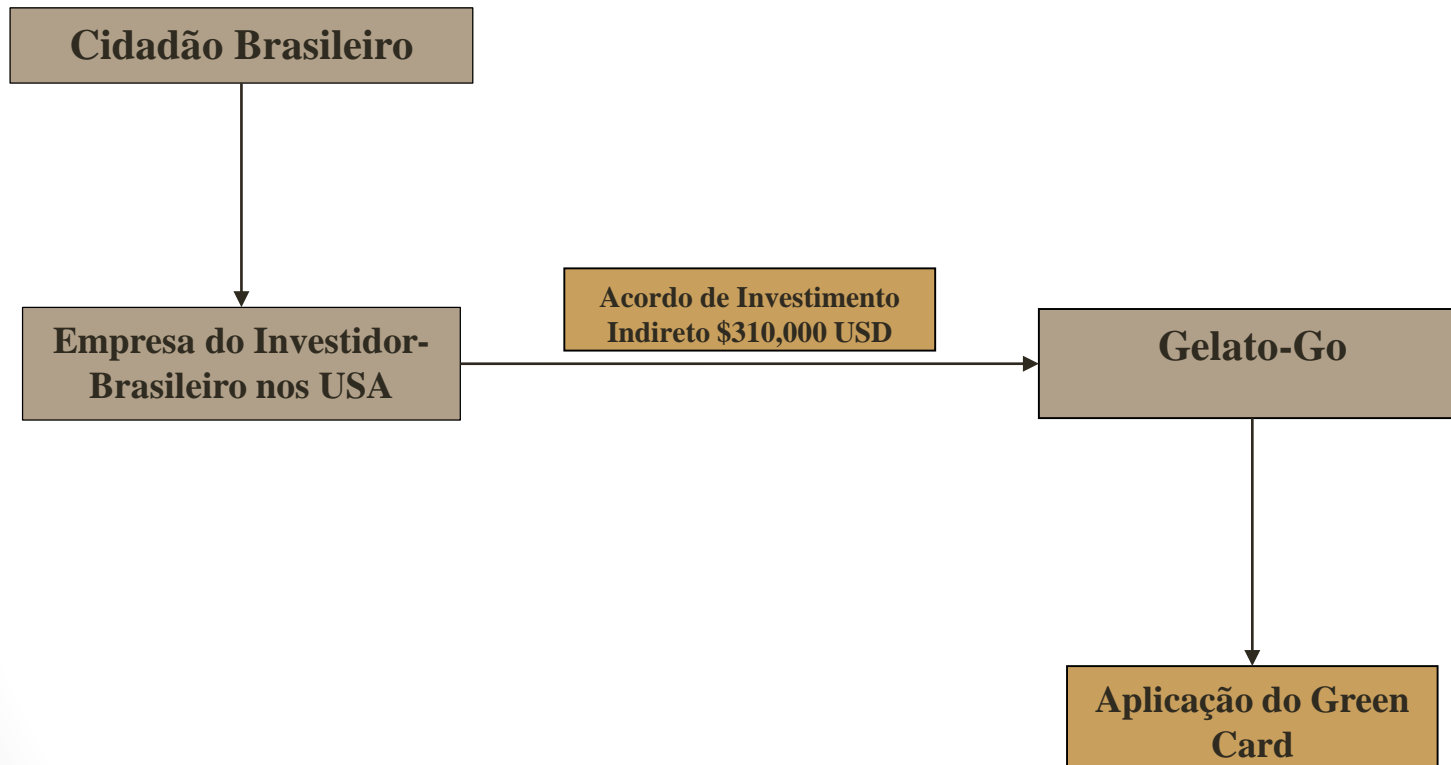 Cidadão Brasileiro
Acordo de Investimento
Indireto $310,000 USD
Empresa do Investidor-
Brasileiro nos USA
Gelato-Go
Aplicação do Green
Card